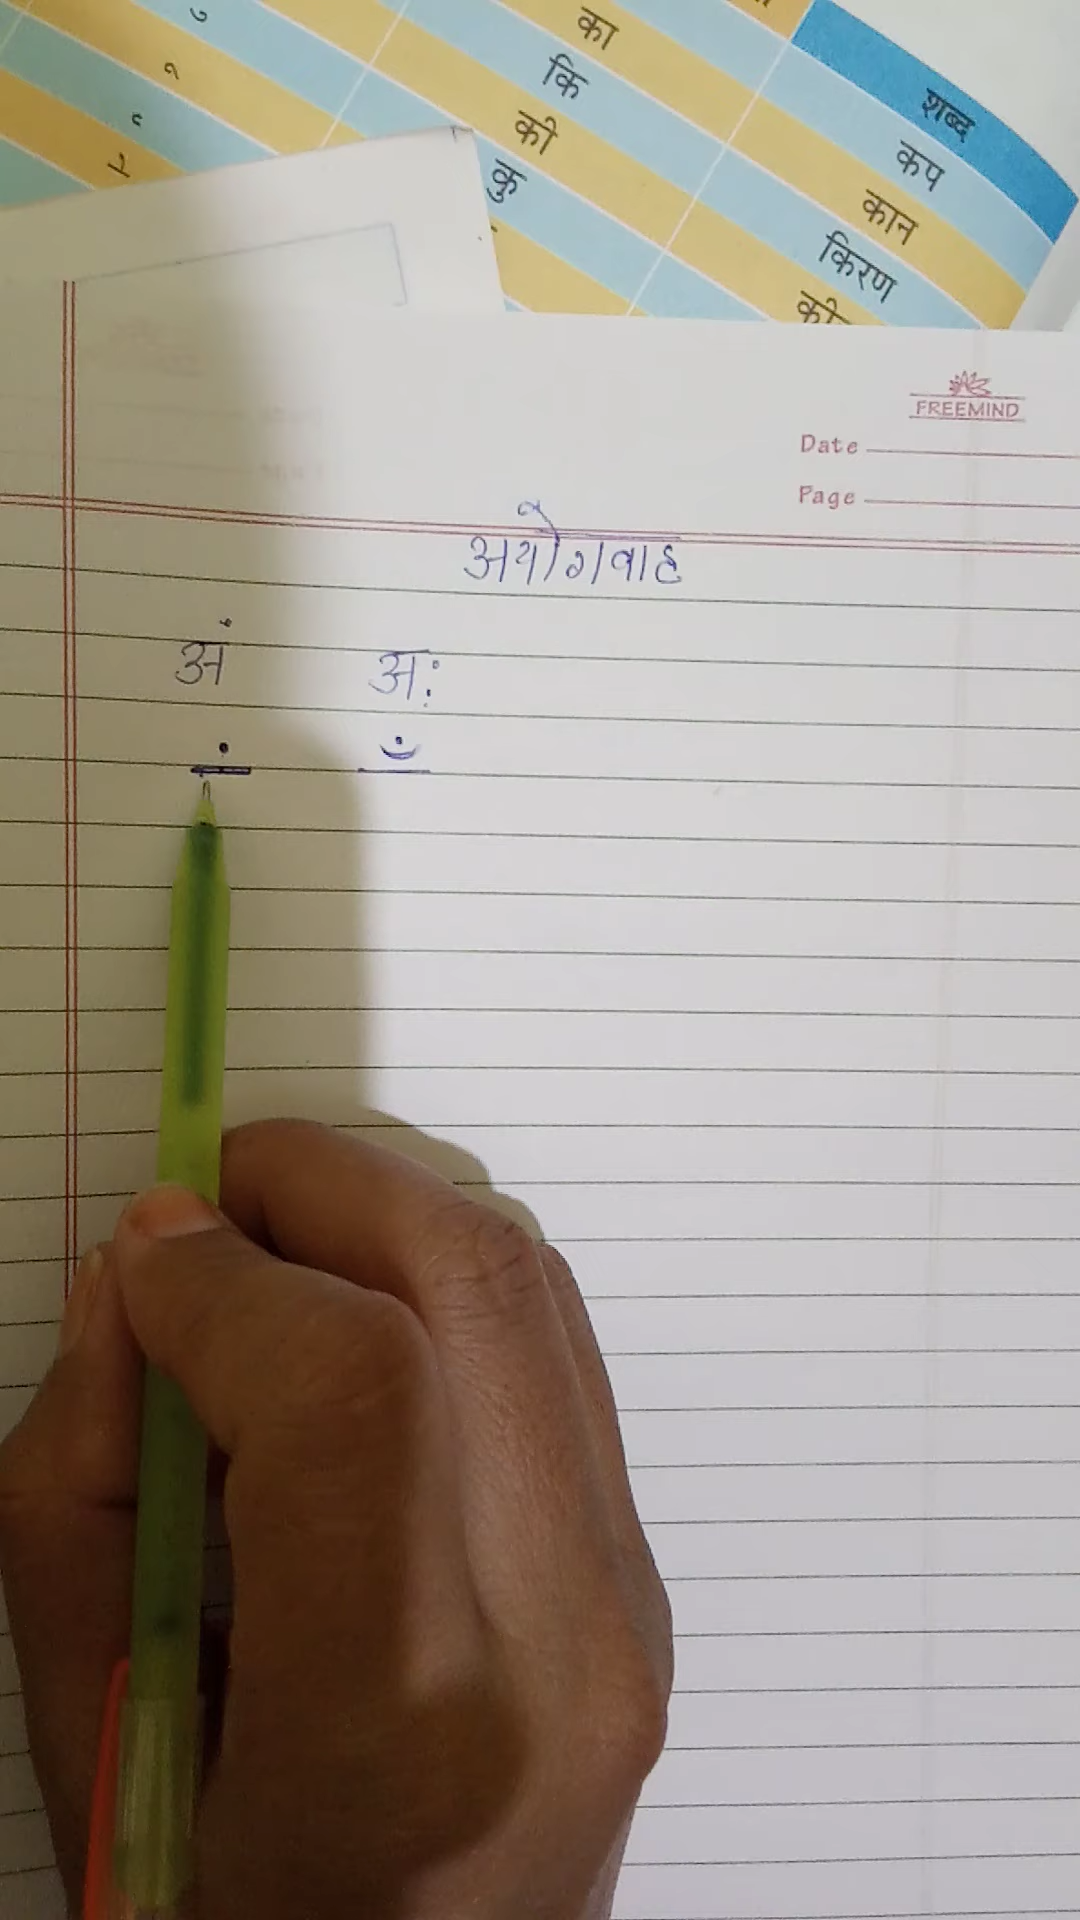 शब्द
का
कप
कि
कान
की
किरण
कु
FREEMIND
Date
Page
अयोगवाह
अं अः